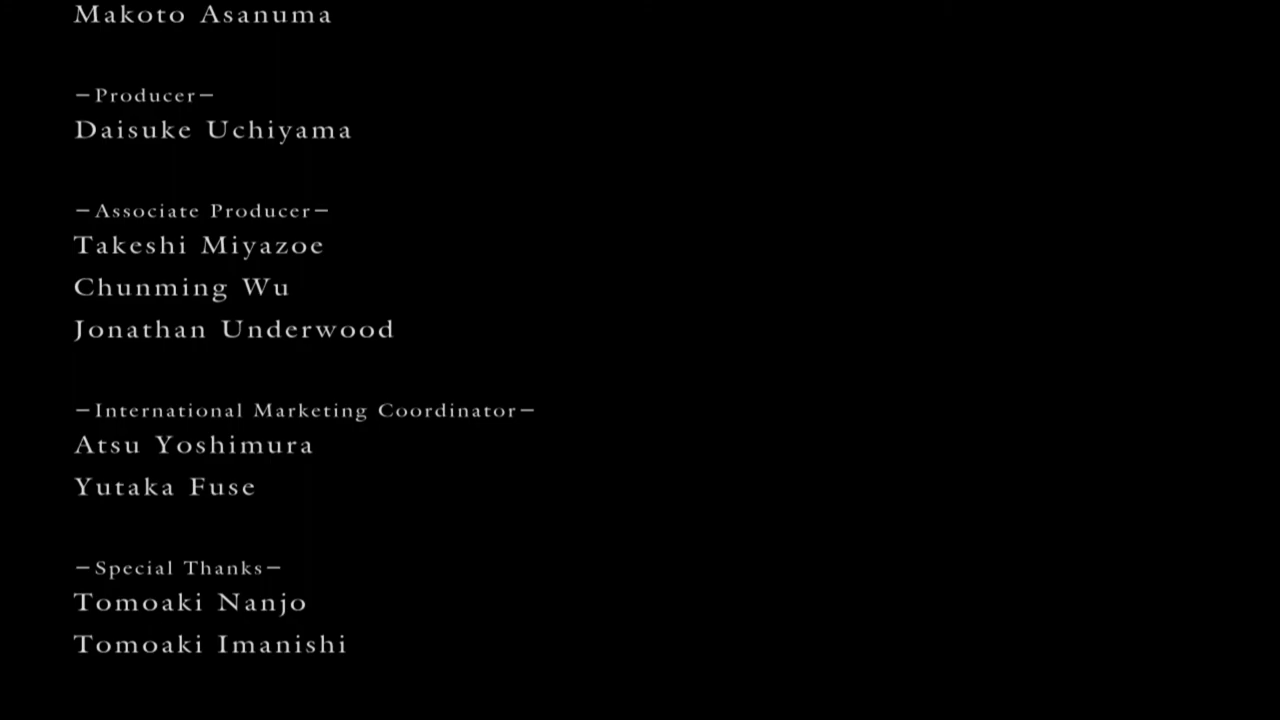 Makoto Asanuma
－Producer－
Daisuke Uchiyama
－Associate Producer－
Takeshi Miyazoe
Chunming Wu
Jonathan Underwood
－International Marketing Coordinator－
Atsu Yoshimura
Yutaka Fuse
－Special Thanks－
Tomoaki Nanjo
Tomoaki Imanishi